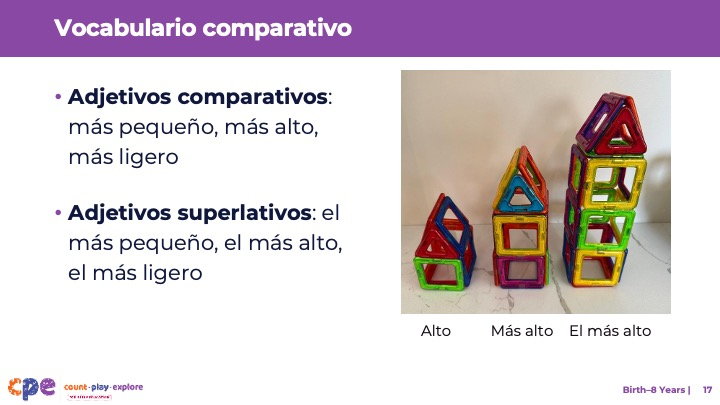 Vocabulario comparativo
• Adjetivos comparativos:
más pequeño, más alto,
más ligero
• Adjetivos superlativos: el
más pequeño, el más alto,
el más ligero
Alto Más alto El más alto
cpe count·play·explore
Birth–8 Years | 17